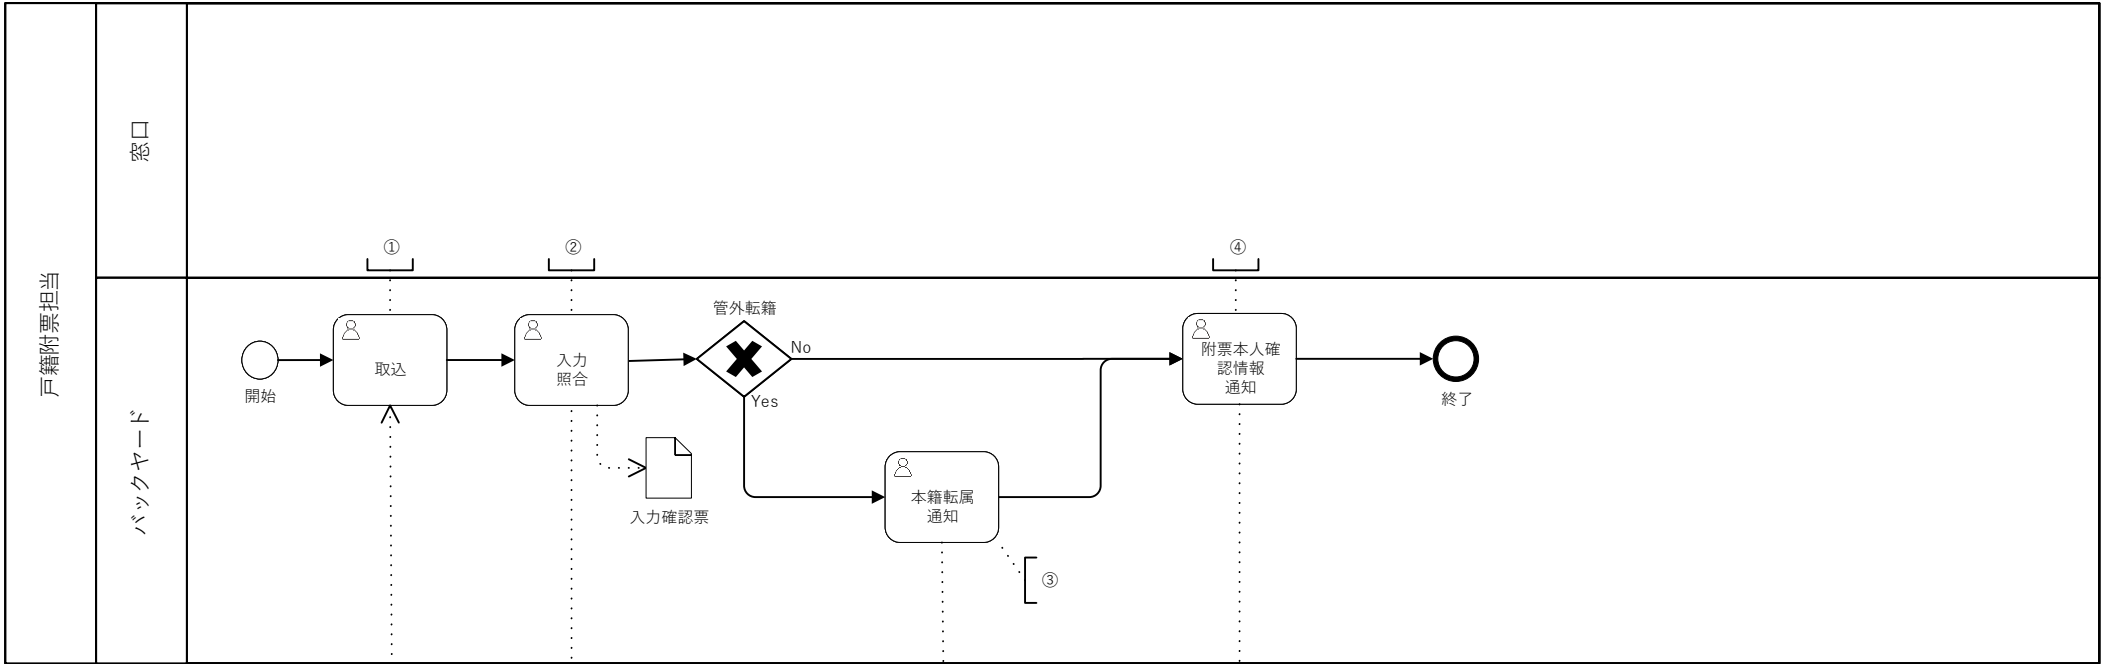 戸籍附票担当
窓口
バックヤード
①
②
④
管外転籍
No
Yes
開始
取込
入力
照合
入力確認票
本籍転属
通知
③
附票本人確
認情報
通知
終了